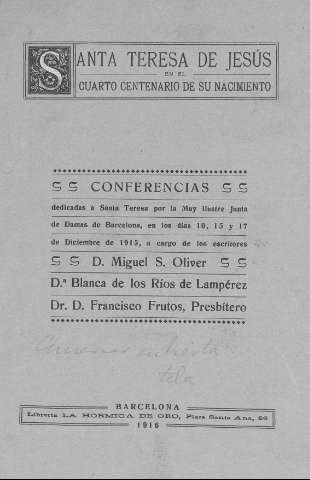 SANTA TERESA DE JESÚS
EN EL
CUARTO CENTENARIO DE SU NACIMIENTO
CONFERENCIAS
dedicadas a Santa Teresa por la Muy Ilustre Junta
de Damas de Barcelona, en los días 10, 15 y 17
de Diciembre de 1915, a cargo de los escritores
D. Miguel S. Oliver
D.ª Blanca de los Ríos de Lampérez
Dr. D. Francisco Frutos, Presbítero
tela
BARCELONA
Librería LA HORMIGA DE ORO, Plaza Santa Ana, 26
1916